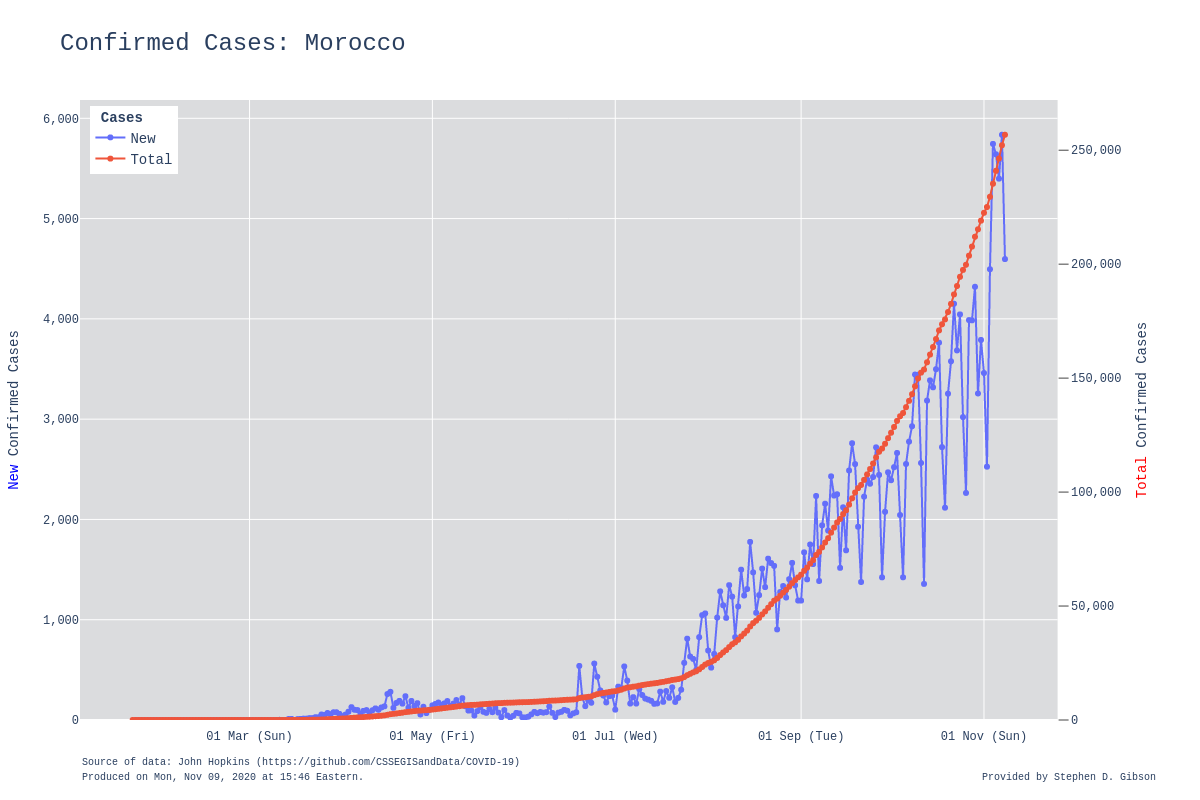 Confirmed Cases: Morocco
Cases
New
Total
6,000
5,000
4,000
3,000
2,000
1,000
0
250,000
200,000
150,000
100,000
50,000
0
New Confirmed Cases
Total Confirmed Cases
01 Mar (Sun)
01 May (Fri)
01 Jul (Wed)
01 Sep (Tue)
01 Nov (Sun)
Source of data: John Hopkins (https://github.com/CSSEGISandData/COVID-19)
Produced on Mon, Nov 09, 2020 at 15:46 Eastern.
Provided by Stephen D. Gibson